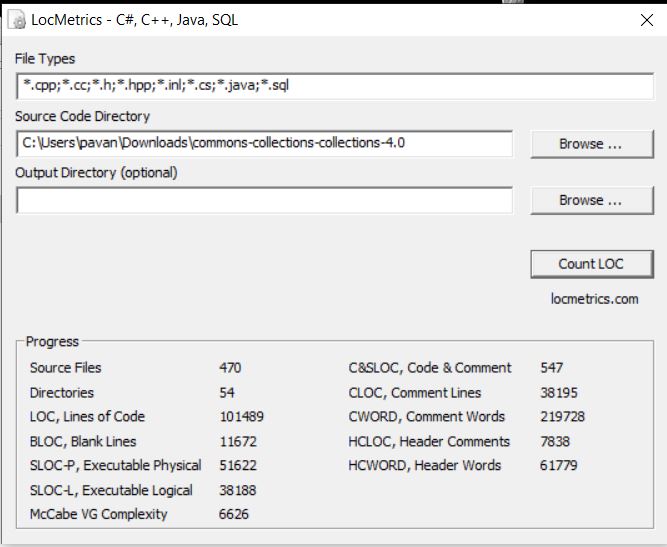 LocMetrics - C#, C++, Java, SQL
File Types
*.cpp;*.cc;*.h;*.hpp;*.inl;*.cs;*.java;*.sql
Source Code Directory
C:\Users\pavan\Downloads\commons-collections-collections-4.0
Browse ...
Output Directory (optional)
Browse ...
Count LOC
locmetrics.com
Progress
Source Files 470
Directories 54
LOC, Lines of Code 101489
BLOC, Blank Lines 11672
SLOC-P, Executable Physical 51622
SLOC-L, Executable Logical 38188
McCabe VG Complexity 6626
C&SLOC, Code & Comment 547
CLOC, Comment Lines 38195
CWORD, Comment Words 219728
HCLOC, Header Comments 7838
HCWORD, Header Words 61779